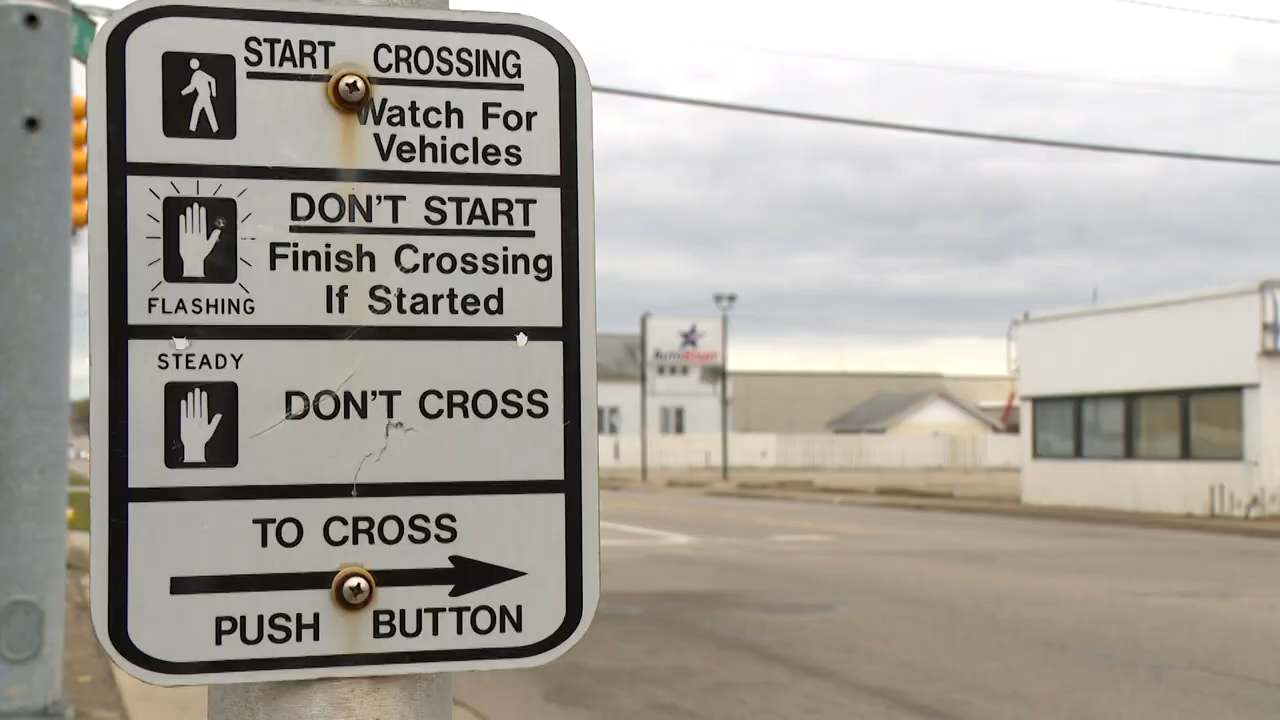 START CROSSING
Watch For
Vehicles
DON'T START
Finish Crossing
If Started
FLASHING
STEADY
DON'T CROSS
TO CROSS
PUSH BUTTON